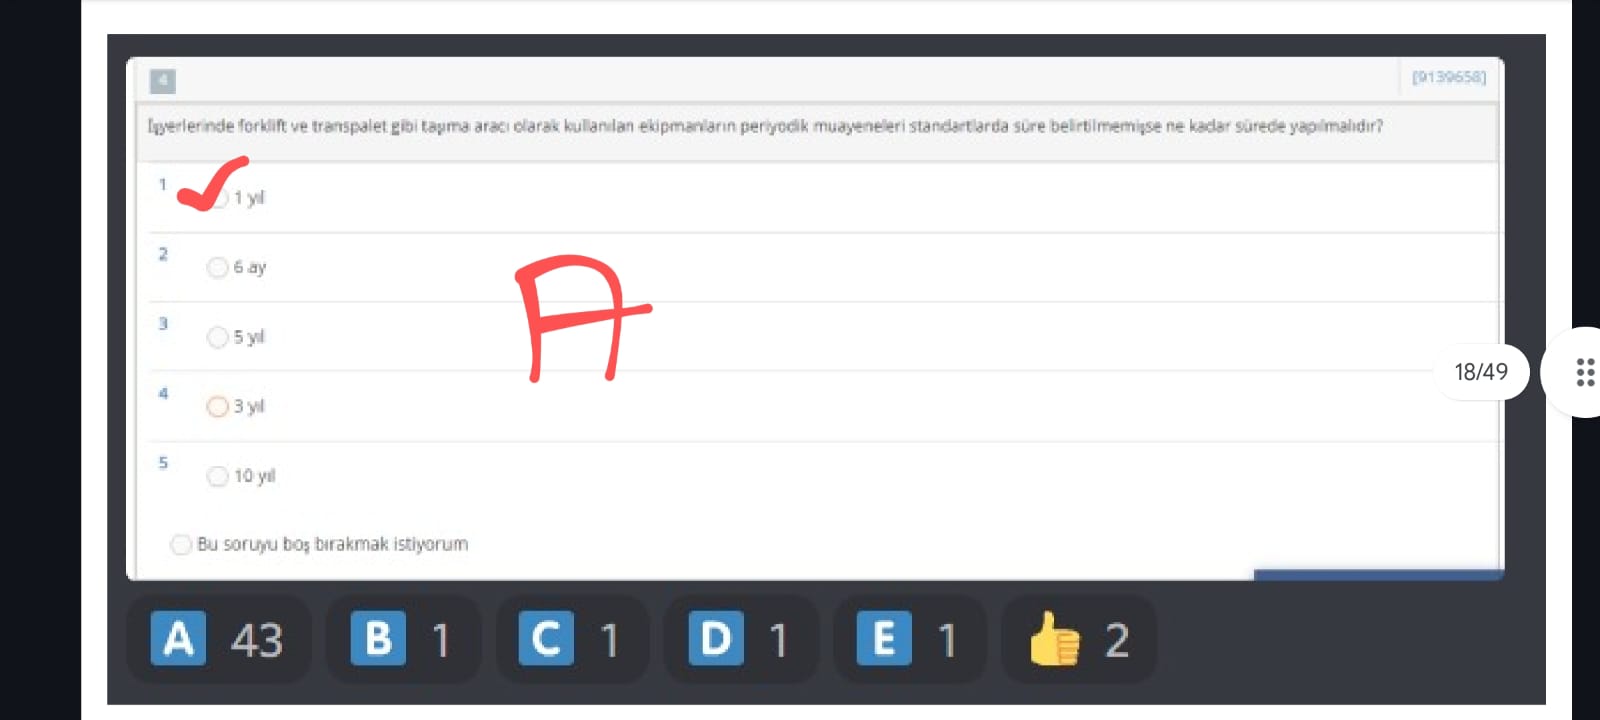 4
[9139658]
İşyerlerinde forklift ve transpalet gibi taşıma aracı olarak kullanılan ekipmanların periyodik muayeneleri standartlarda süre belirtilmemişse ne kadar sürede yapılmalıdır?
1
1 yıl
2
6 ay
3
5 yıl
4
3 yıl
5
10 yıl
Bu soruyu boş bırakmak istiyorum
A
18/49
A 43 B 1 C 1 D 1 E 1 👍 2